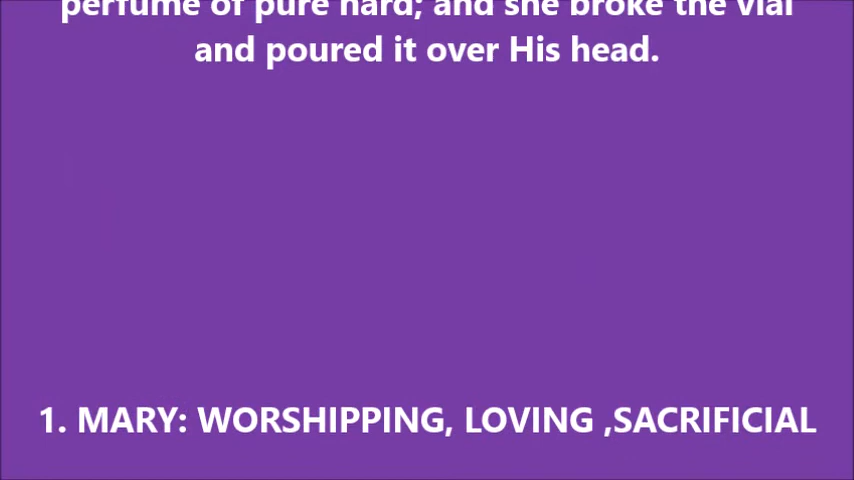 perfume of pure nard; and she broke the vial
and poured it over His head.
1. MARY: WORSHIPPING, LOVING ,SACRIFICIAL